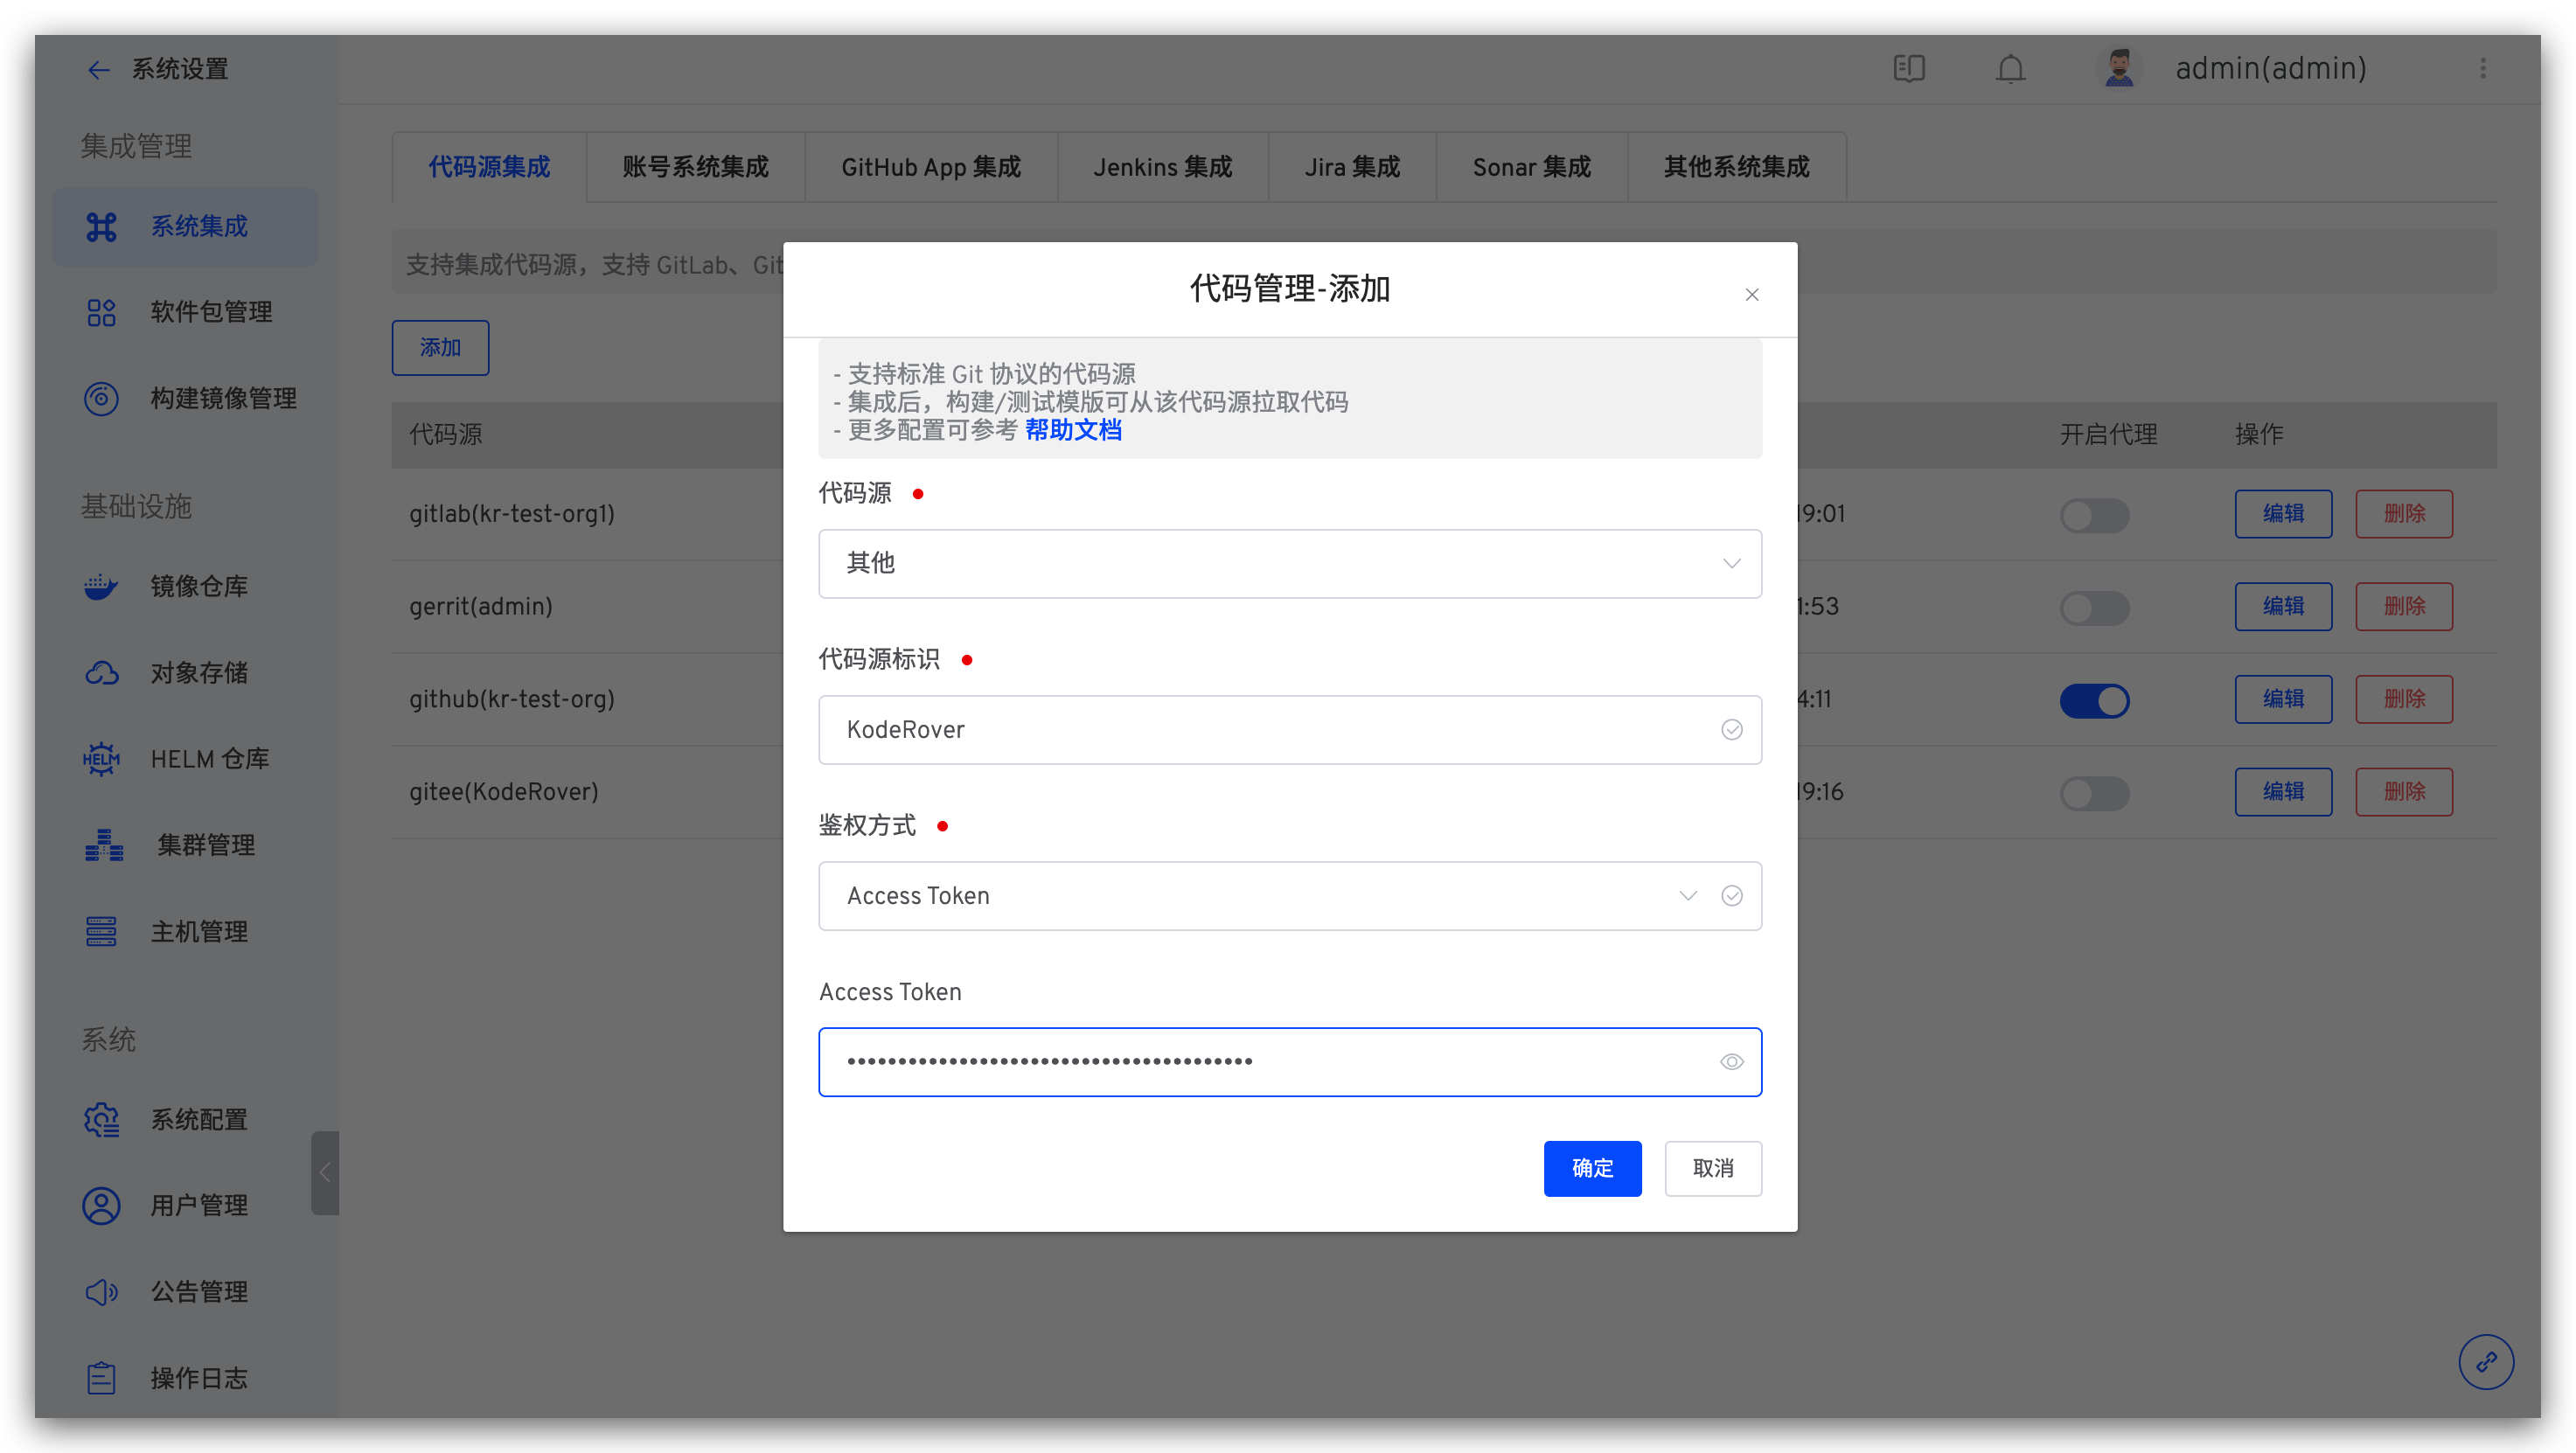 系统设置
admin(admin)
集成管理
系统集成
软件包管理
构建镜像管理
基础设施
镜像仓库
对象存储
HELM
HELM 仓库
集群管理
主机管理
系统
系统配置
用户管理
公告管理
操作日志
代码源集成
账号系统集成
GitHub App 集成
Jenkins 集成
Jira 集成
Sonar 集成
其他系统集成
支持集成代码源，支持 GitLab、Git
添加
代码源
开启代理
操作
gitlab(kr-test-org1)
19:01
编辑
删除
gerrit(admin)
1:53
编辑
删除
github(kr-test-org)
4:11
编辑
删除
gitee(KodeRover)
19:16
编辑
删除
代码管理-添加
- 支持标准 Git 协议的代码源
- 集成后，构建/测试模版可从该代码源拉取代码
- 更多配置可参考 帮助文档
代码源
其他
代码源标识
KodeRover
鉴权方式
Access Token
Access Token
确定
取消